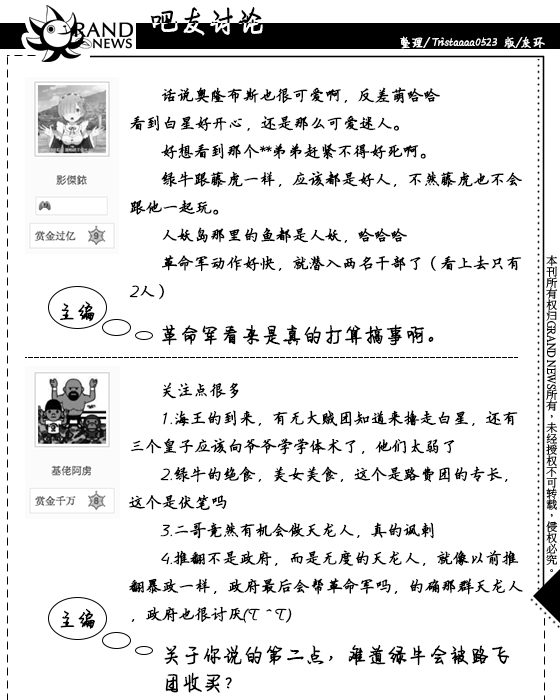 GRAND
NEWS
吧友讨论
整理/Tristaaaa0523 版/灰环
影傑銥
赏金过亿
9
话说奥隆布斯也很可爱啊，反差萌哈哈
看到白星好开心，还是那么可爱迷人。
好想看到那个**弟弟赶紧不得好死啊。
绿牛跟藤虎一样，应该都是好人，不然藤虎也不会
跟他一起玩。
人妖岛那里的鱼都是人妖，哈哈哈
革命军动作好快，就潜入两名干部了（看上去只有
2人）
主编
革命军看来是真的打算搞事啊。
基佬阿虏
赏金千万
8
关注点很多
1.海王的到来，有无大贼团知道来撸走白星，还有
三个皇子应该向爷爷学学体术了，他们太弱了
2.绿牛的绝食，美女美食，这个是路费团的专长，
这个是伏笔吗
3.二哥竟然有机会做天龙人，真的讽刺
4.推翻不是政府，而是无度的天龙人，就像以前推
翻暴政一样，政府最后会帮革命军吗，的确那群天龙人
，政府也很讨厌(T＾T)
主编
关于你说的第二点，难道绿牛会被路飞
团收买？
本刊所有权归GRAND NEWS所有，未经授权不可转载，侵权必究。